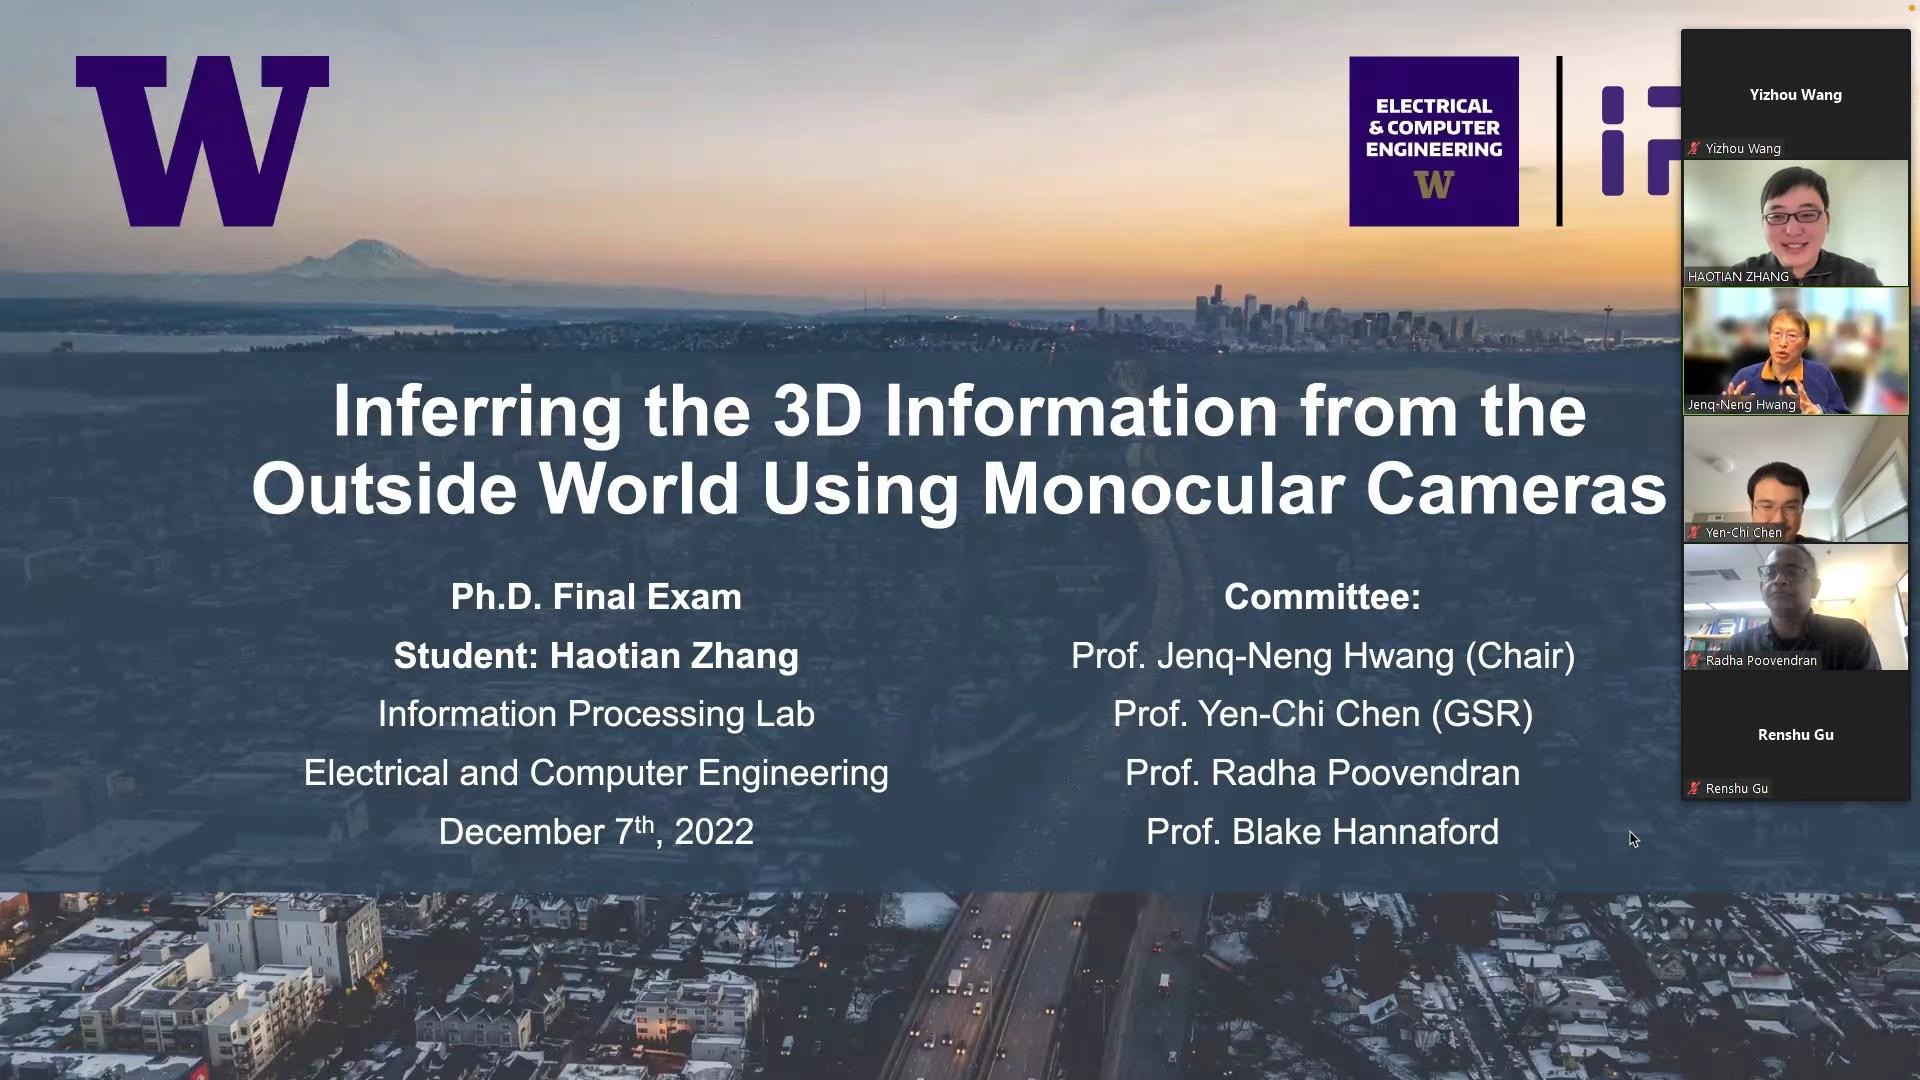 W
ELECTRICAL
& COMPUTER
ENGINEERING
W
Inferring the 3D Information from the
Outside World Using Monocular Cameras
Ph.D. Final Exam
Student: Haotian Zhang
Information Processing Lab
Electrical and Computer Engineering
December 7th, 2022
Committee:
Prof. Jenq-Neng Hwang (Chair)
Prof. Yen-Chi Chen (GSR)
Prof. Radha Poovendran
Prof. Blake Hannaford
Yizhou Wang
Yizhou Wang
HAOTIAN ZHANG
Jenq-Neng Hwang
Yen-Chi Chen
Radha Poovendran
Renshu Gu
Renshu Gu